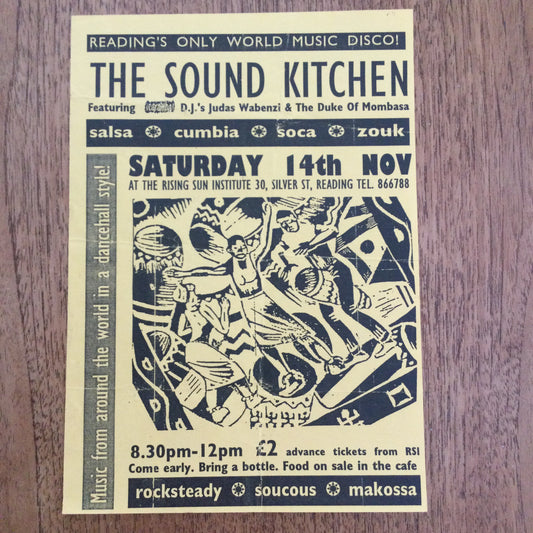 READING'S ONLY WORLD MUSIC DISCO!
THE SOUND KITCHEN
Featuring D.J.'s Judas Wabenzi & The Duke Of Mombasa
salsa cumbia soca zouk
Music from around the world in a dancehall style!
SATURDAY 14th NOV
AT THE RISING SUN INSTITUTE 30, SILVER ST, READING TEL. 866788
8.30pm-12pm £2 advance tickets from RSI
Come early. Bring a bottle. Food on sale in the cafe
rocksteady soucous makossa